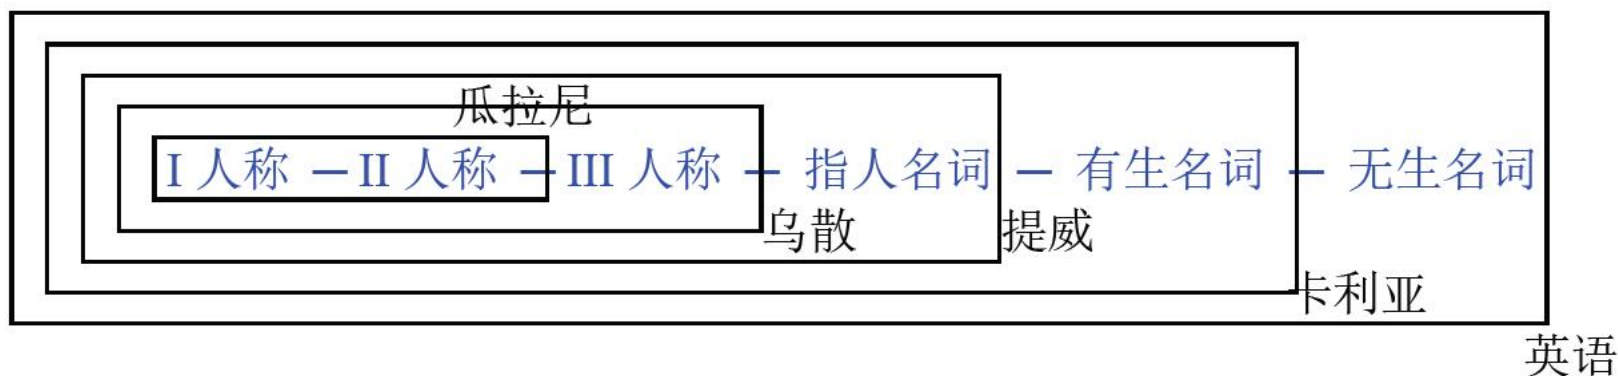 瓜拉尼
I 人称 — II 人称 — III 人称 — 指人名词 — 有生名词 — 无生名词
乌散 提威
卡利亚
英语